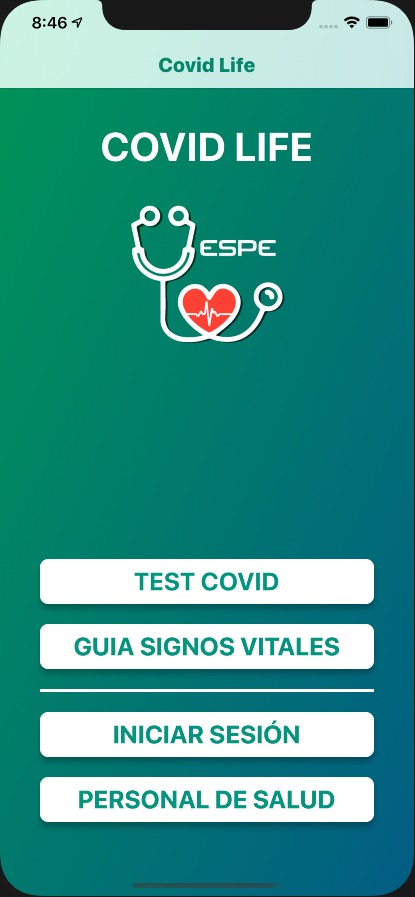 8:46
Covid Life
COVID LIFE
ESPE
TEST COVID
GUIA SIGNOS VITALES
INICIAR SESIÓN
PERSONAL DE SALUD